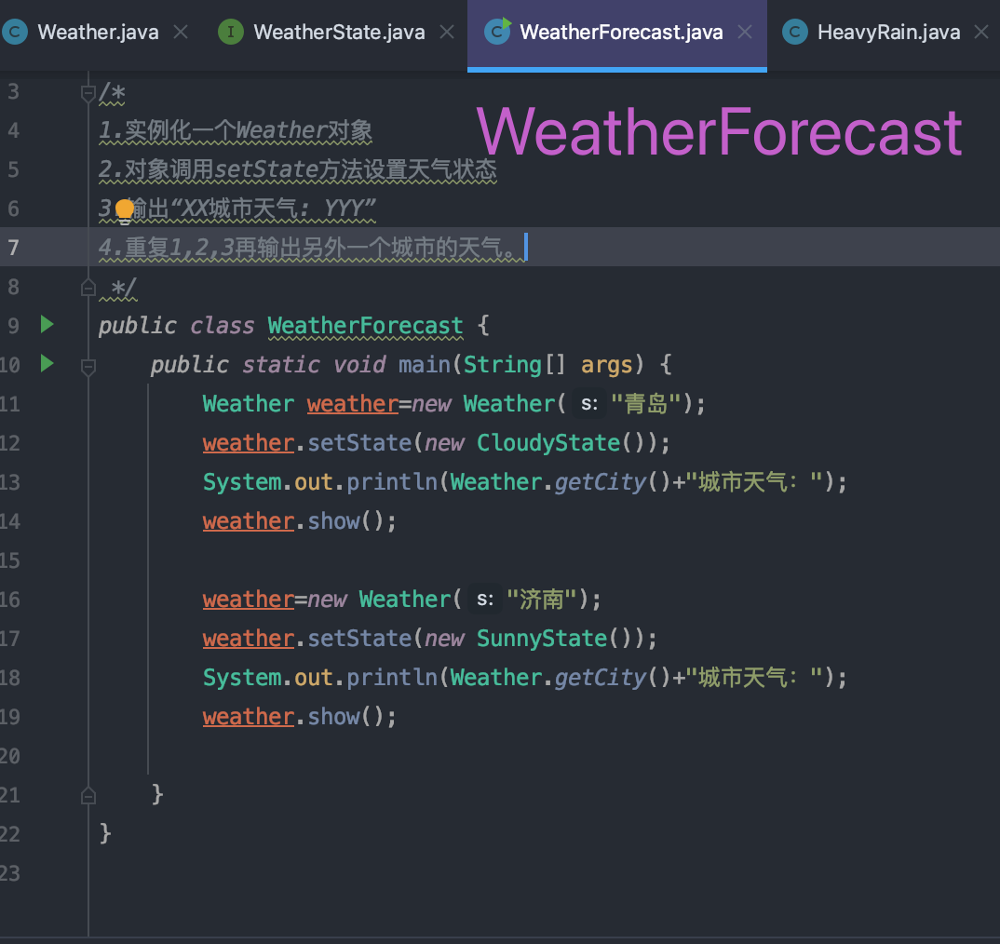 Weather.java WeatherState.java WeatherForecast.java HeavyRain.java
WeatherForecast
3 /*
4 1.实例化一个Weather对象
5 2.对象调用setState方法设置天气状态
6 3.输出“XX城市天气: YYY”
7 4.重复1,2,3再输出另外一个城市的天气。
8 */
9 public class WeatherForecast {
10 public static void main(String[] args) {
11 Weather weather=new Weather( s: "青岛");
12 weather.setState(new CloudyState());
13 System.out.println(Weather.getCity()+"城市天气: ");
14 weather.show();
15
16 weather=new Weather( s: "济南");
17 weather.setState(new SunnyState());
18 System.out.println(Weather.getCity()+"城市天气: ");
19 weather.show();
20
21 }
22 }
23